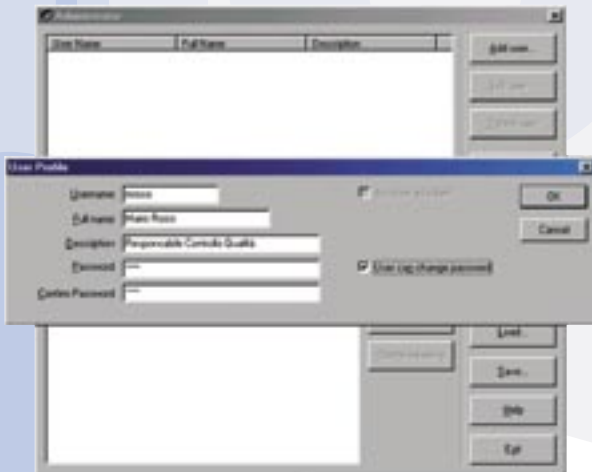 Administrator
User Name Full Name Description
Add user...
User Profile
Username
OK
Full name Mario Rossi
Cancel
Description Responsabile Controllo Qualità
Password ****
User can change password
Confirm Password ****
Load...
Save...
Help
Exit